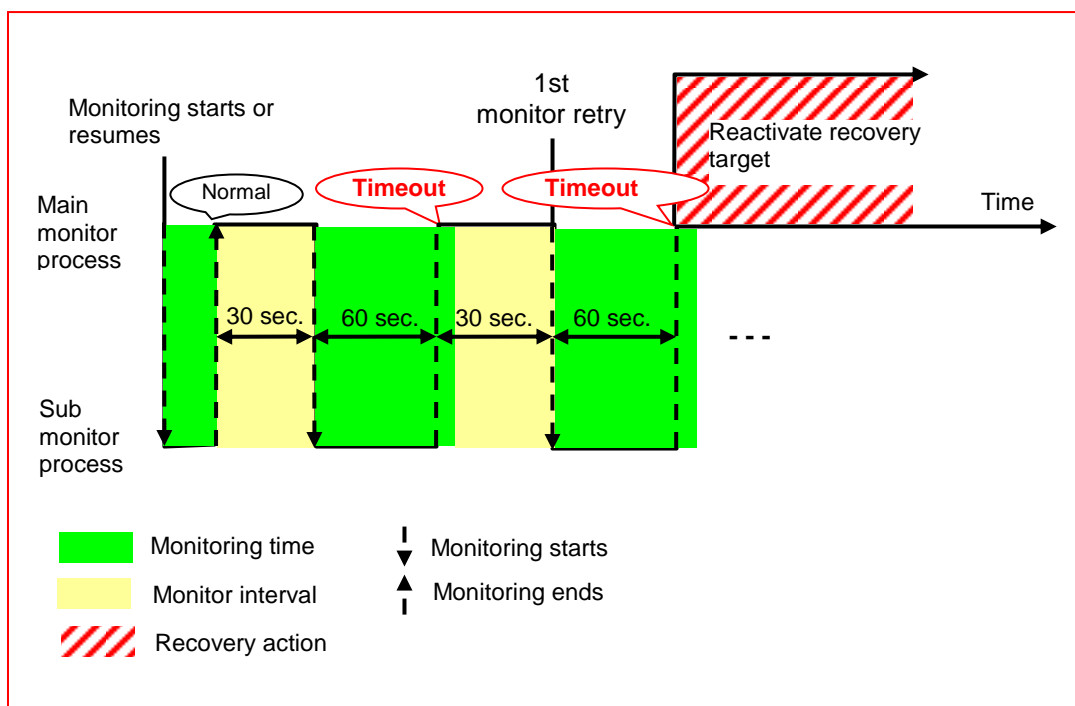 Monitoring starts or
resumes
1st
monitor retry
Reactivate recovery
target
Normal
Timeout
Timeout
Time
Main
monitor
process
30 sec.
60 sec.
30 sec.
60 sec.
- - -
Sub
monitor
process
Monitoring time
Monitoring starts
Monitor interval
Monitoring ends
Recovery action